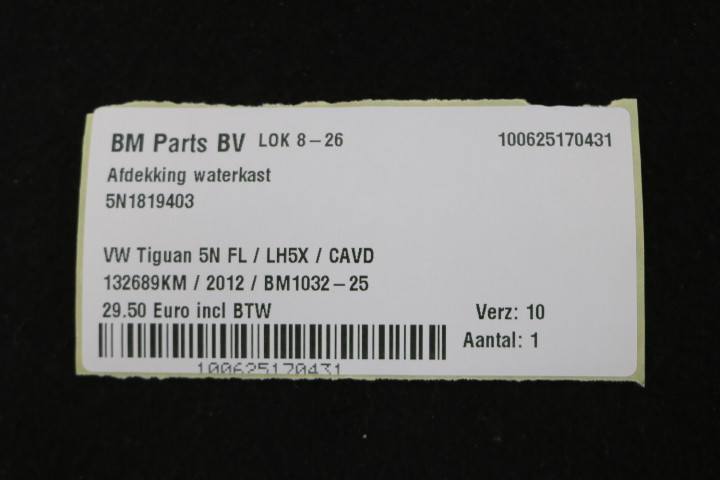 BM Parts BV LOK 8-26 100625170431
Afdekking waterkast
5N1819403
VW Tiguan 5N FL / LH5X / CAVD
132689KM / 2012 / BM1032-25
29.50 Euro incl BTW Verz: 10
Aantal: 1
100625170431